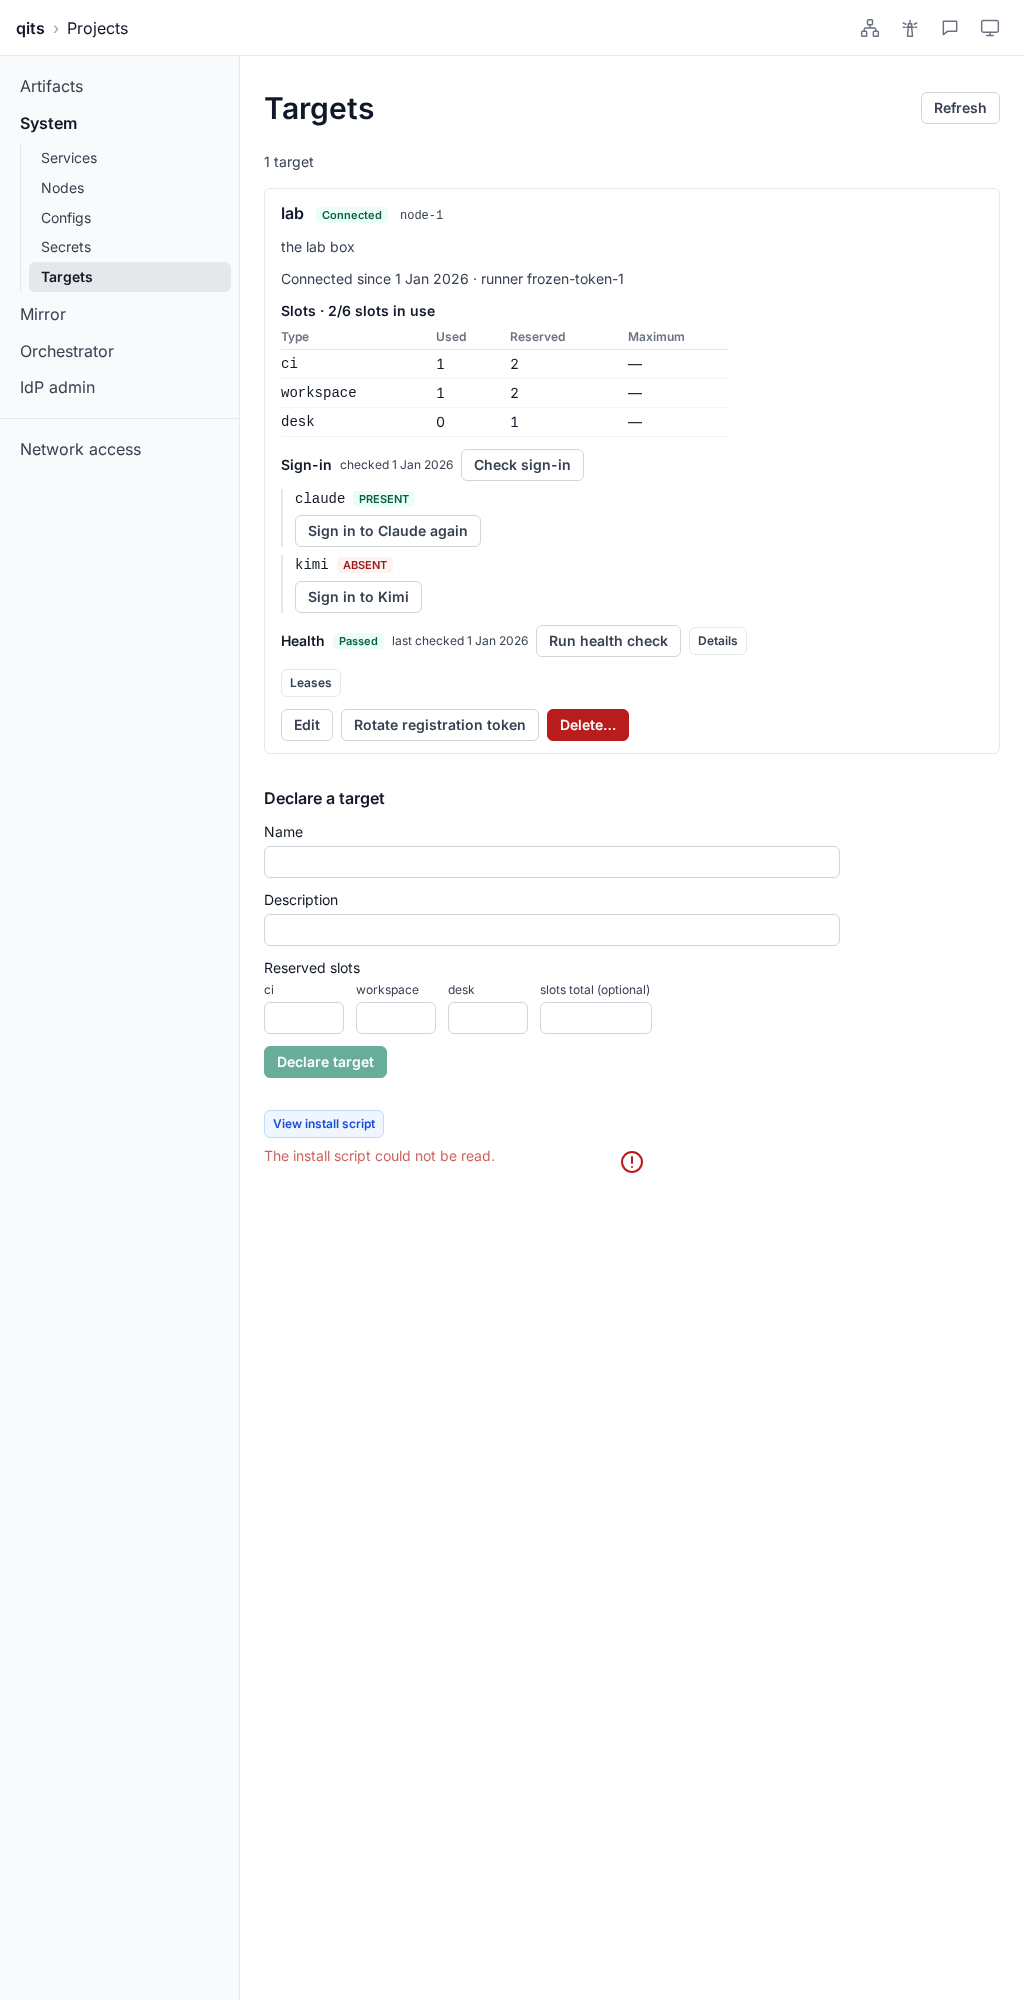 qits › Projects
Artifacts
System
Services
Nodes
Configs
Secrets
Targets
Mirror
Orchestrator
IdP admin
Network access
Targets
Refresh
1 target
lab Connected node-1
the lab box
Connected since 1 Jan 2026 · runner frozen-token-1
Slots · 2/6 slots in use
Type Used Reserved Maximum
ci 1 2 —
workspace 1 2 —
desk 0 1 —
Sign-in checked 1 Jan 2026 Check sign-in
claude PRESENT
Sign in to Claude again
kimi ABSENT
Sign in to Kimi
Health Passed last checked 1 Jan 2026 Run health check Details
Leases
Edit Rotate registration token Delete…
Declare a target
Name
Description
Reserved slots
ci workspace desk slots total (optional)
Declare target
View install script
The install script could not be read.